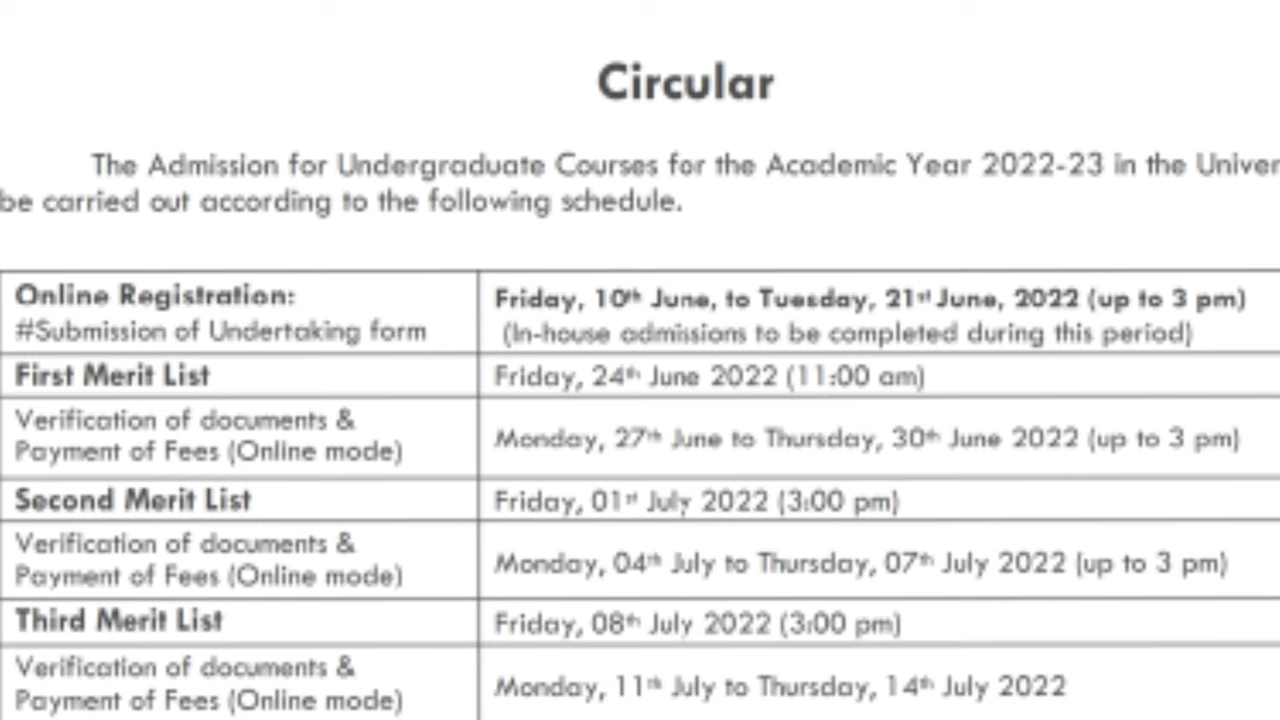 Circular
The Admission for Undergraduate Courses for the Academic Year 2022-23 in the Univer
be carried out according to the following schedule.
Online Registration:
#Submission of Undertaking form
Friday, 10th June, to Tuesday, 21st June, 2022 (up to 3 pm)
(In-house admissions to be completed during this period)
First Merit List
Friday, 24th June 2022 (11:00 am)
Verification of documents &
Payment of Fees (Online mode)
Monday, 27th June to Thursday, 30th June 2022 (up to 3 pm)
Second Merit List
Friday, 01st July 2022 (3:00 pm)
Verification of documents &
Payment of Fees (Online mode)
Monday, 04th July to Thursday, 07th July 2022 (up to 3 pm)
Third Merit List
Friday, 08th July 2022 (3:00 pm)
Verification of documents &
Payment of Fees (Online mode)
Monday, 11th July to Thursday, 14th July 2022